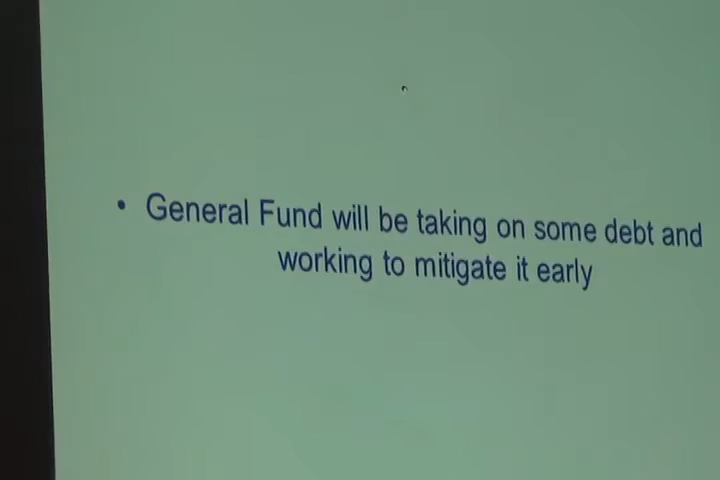 • General Fund will be taking on some debt and
working to mitigate it early